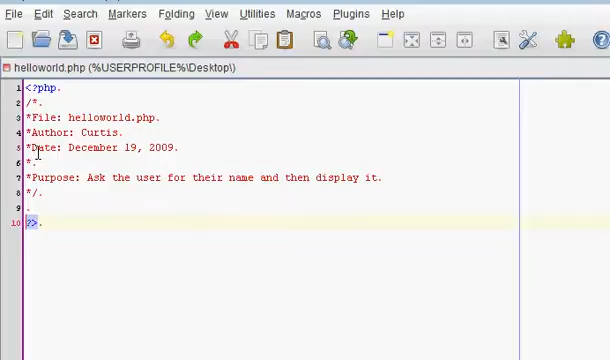 File Edit Search Markers Folding View Utilities Macros Plugins Help
helloworld.php (%USERPROFILE%\Desktop\)
1 <?php.
2 /*.
3 *File: helloworld.php.
4 *Author: Curtis.
5 *Date: December 19, 2009.
6 *.
7 *Purpose: Ask the user for their name and then display it.
8 */.
9 .
10 ?>.